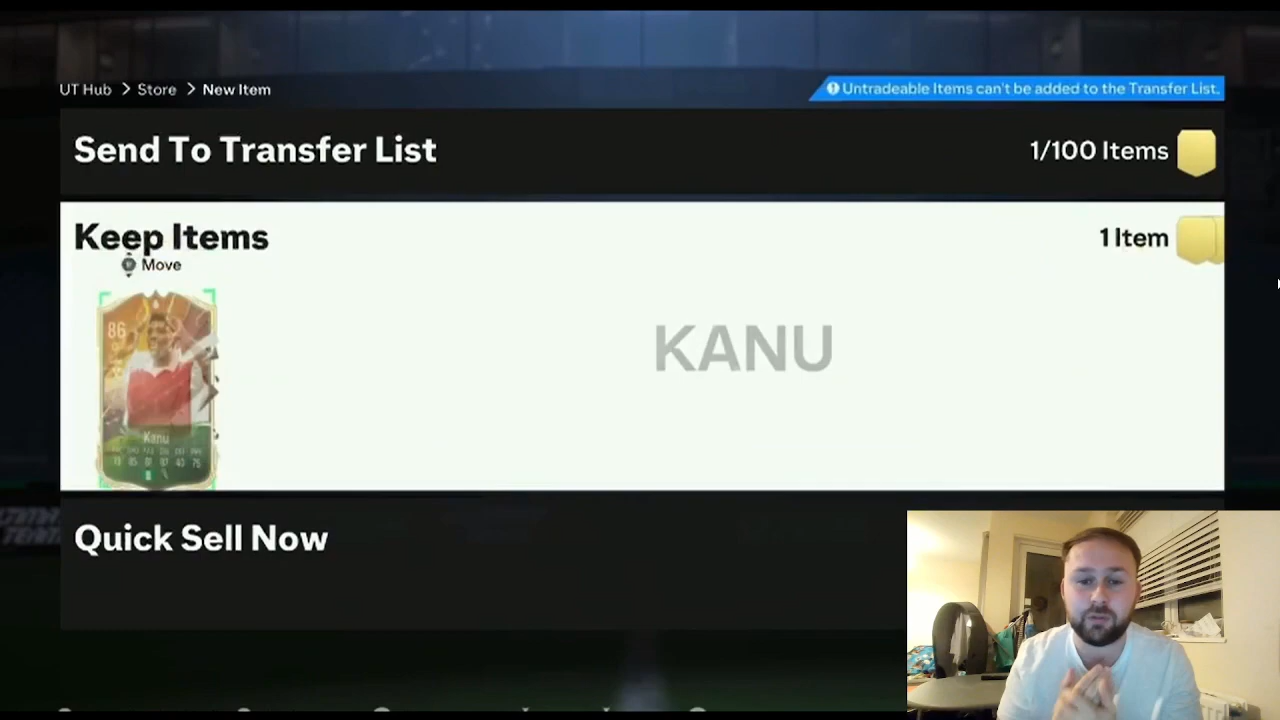 UT Hub > Store > New Item
Untradeable Items can't be added to the Transfer List.
Send To Transfer List
1/100 Items
Keep Items
1 Item
Move
86
KANU
Kanu
Quick Sell Now